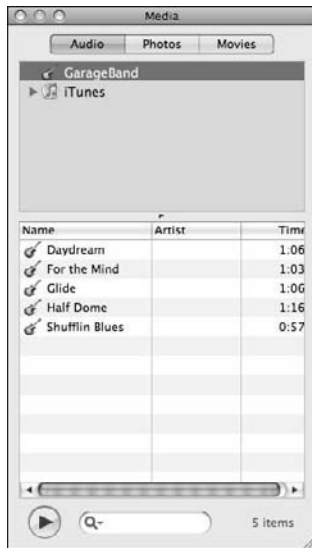 Media
Audio Photos Movies
GarageBand
iTunes
Name Artist Time
Daydream 1:06
For the Mind 1:03
Glide 1:06
Half Dome 1:16
Shufflin Blues 0:57
5 items